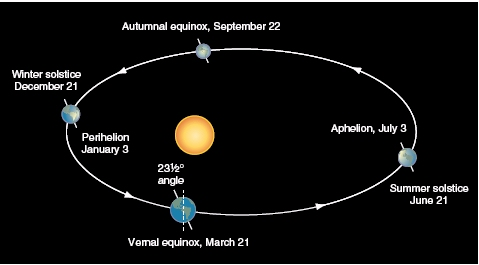 Autumnal equinox, September 22
Winter solstice
December 21
Perihelion
January 3
Aphelion, July 3
23½°
angle
Summer solstice
June 21
Vernal equinox, March 21